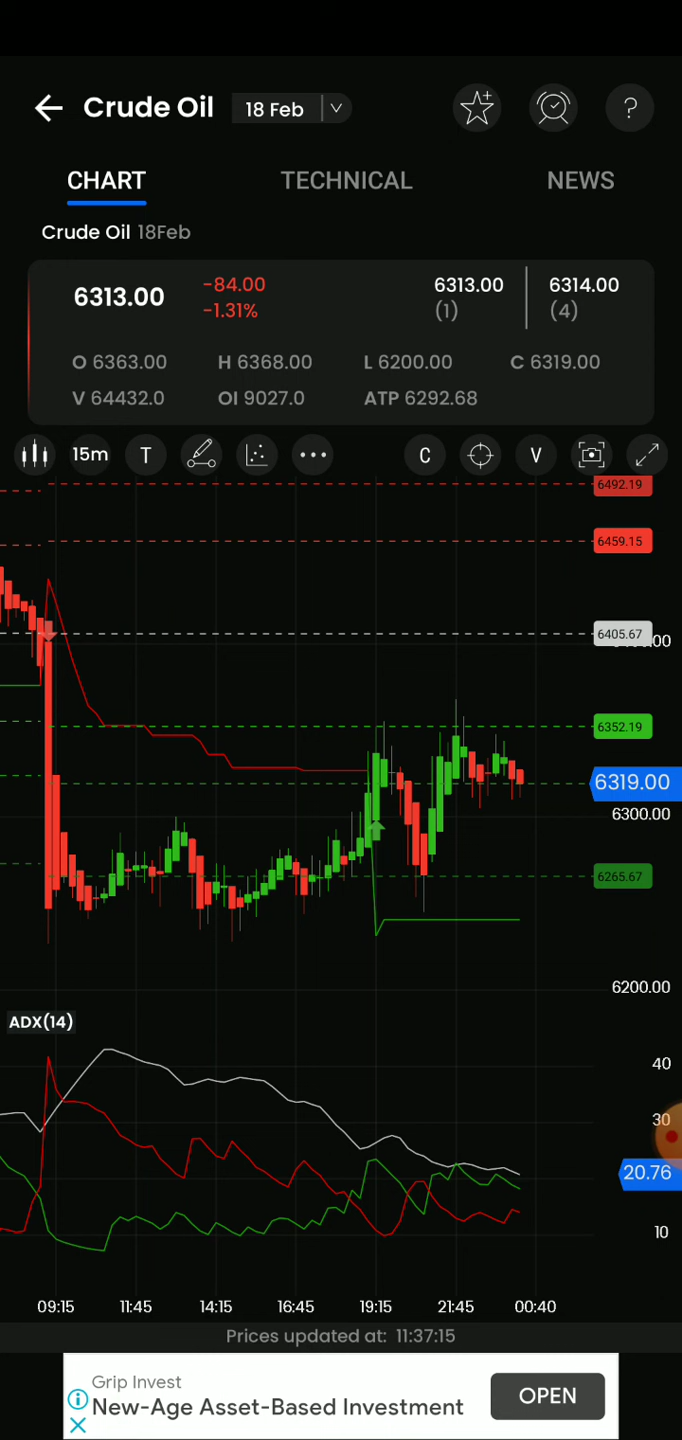 Crude Oil 18 Feb
?
CHART TECHNICAL NEWS
Crude Oil 18Feb
6313.00 -84.00 6313.00 6314.00
-1.31% (1) (4)
O 6363.00 H 6368.00 L 6200.00 C 6319.00
V 64432.0 OI 9027.0 ATP 6292.68
15m T C V
6492.19
6459.15
6405.67
6352.19
6319.00
6300.00
6265.67
6200.00
ADX(14)
40
30
20.76
10
09:15 11:45 14:15 16:45 19:15 21:45 00:40
Prices updated at: 11:37:15
Grip Invest
New-Age Asset-Based Investment
OPEN